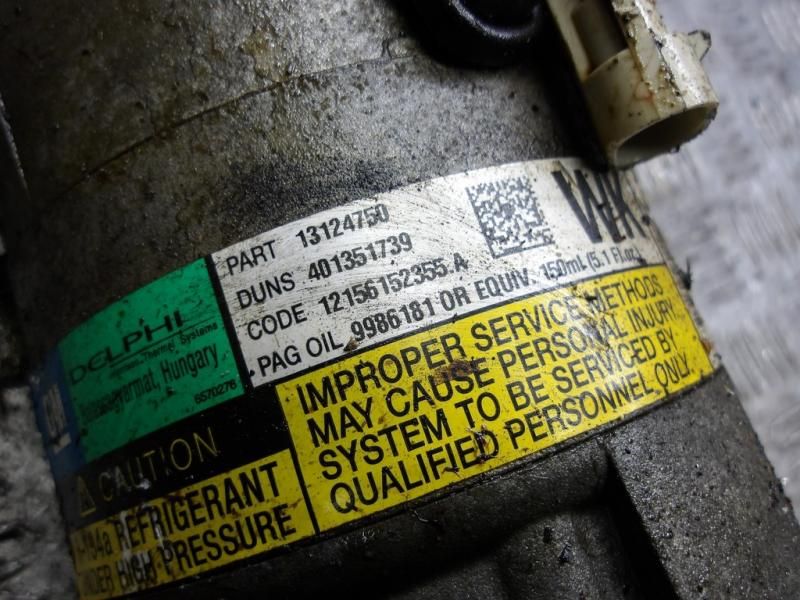 PART 13124750
DUNS 401351739
CODE 12156152355.A
PAG OIL 9986181 OR EQUIV. 150mL (5.1 Fl.oz.)
WK
GM
DELPHI
Thermal Systems
Hungary
6570276
CAUTION
REFRIGERANT
UNDER HIGH PRESSURE
IMPROPER SERVICE METHODS
MAY CAUSE PERSONAL INJURY.
SYSTEM TO BE SERVICED BY
QUALIFIED PERSONNEL ONLY.